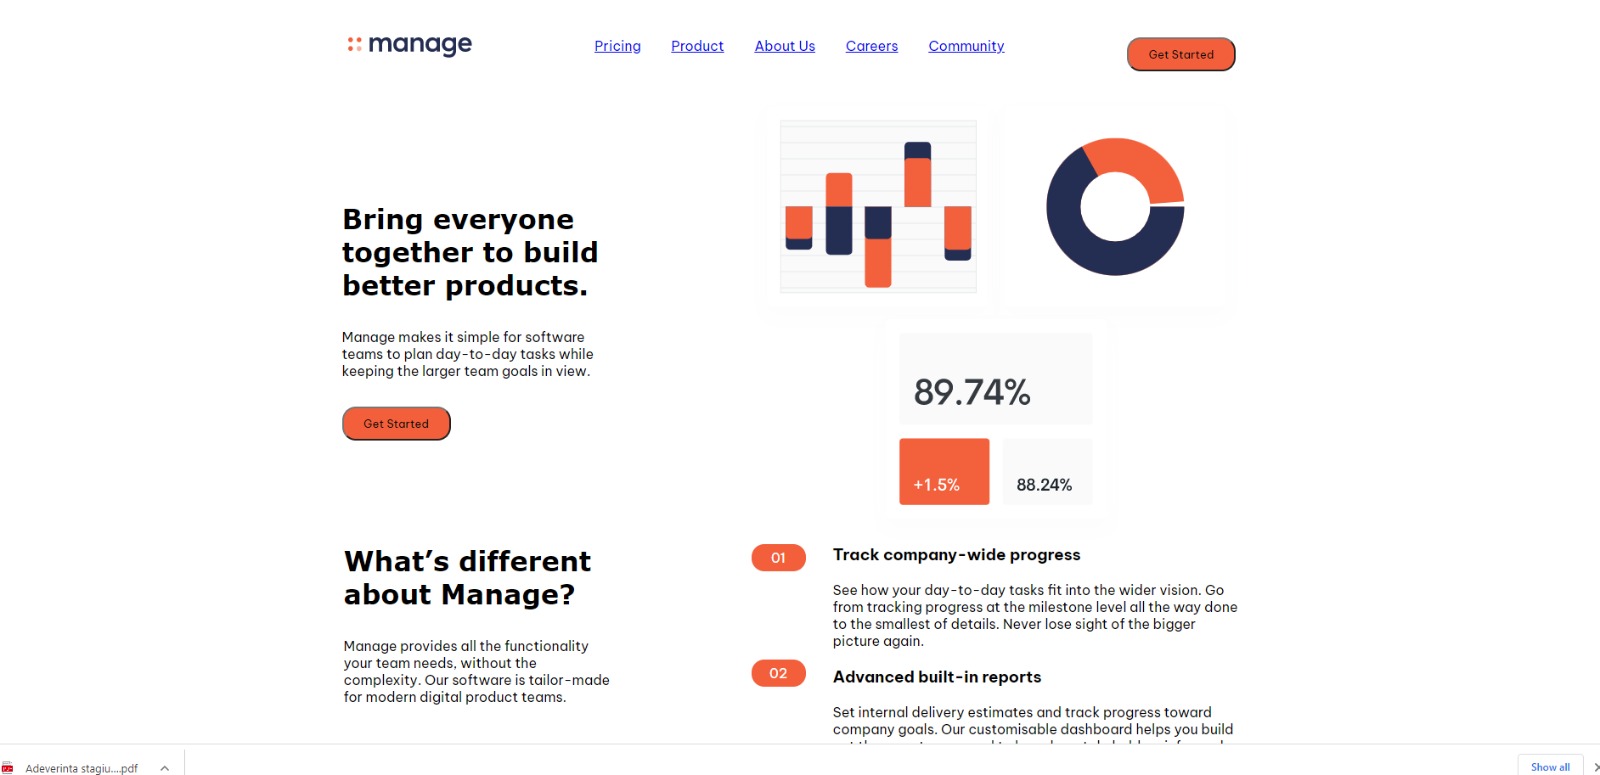 manage
Pricing Product About Us Careers Community
Get Started
Bring everyone
together to build
better products.
Manage makes it simple for software
teams to plan day-to-day tasks while
keeping the larger team goals in view.
Get Started
89.74%
+1.5% 88.24%
What’s different
about Manage?
Manage provides all the functionality
your team needs, without the
complexity. Our software is tailor-made
for modern digital product teams.
01 Track company-wide progress
See how your day-to-day tasks fit into the wider vision. Go
from tracking progress at the milestone level all the way done
to the smallest of details. Never lose sight of the bigger
picture again.
02 Advanced built-in reports
Set internal delivery estimates and track progress toward
company goals. Our customisable dashboard helps you build
Adeverinta stagiu....pdf
Show all